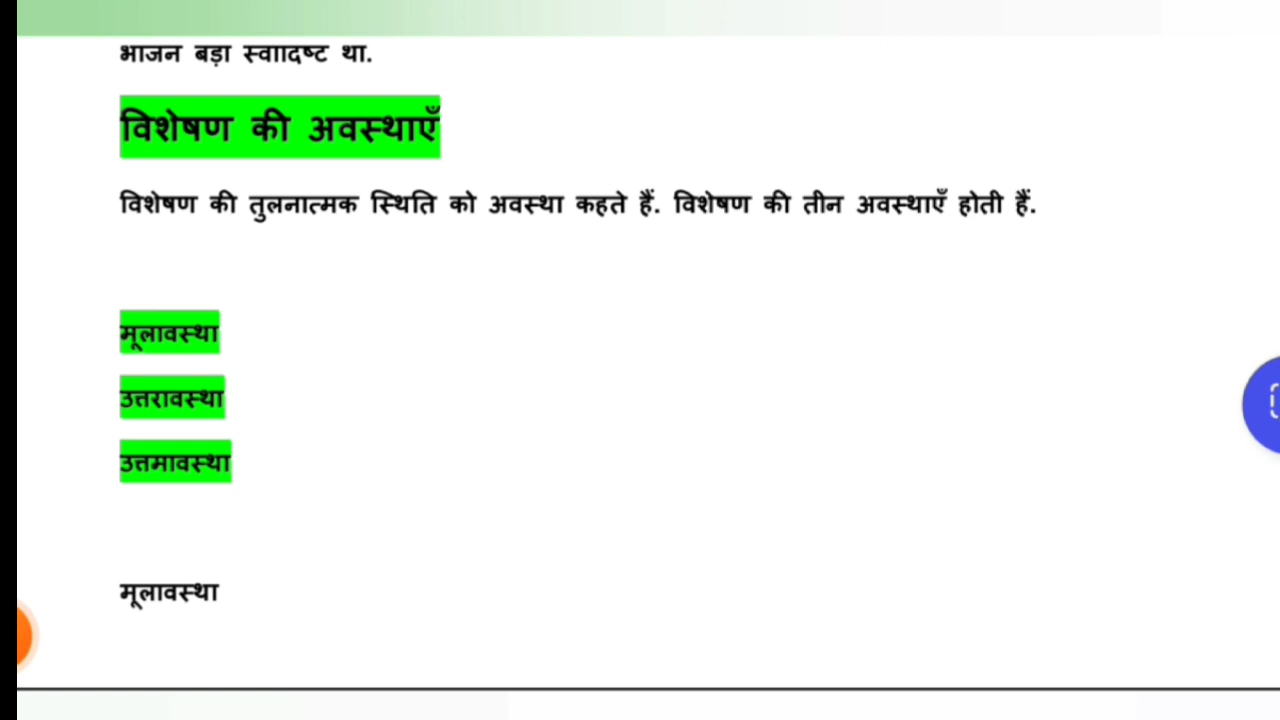 भाजन बड़ा स्वाादष्ट था.
विशेषण की अवस्थाएँ
विशेषण की तुलनात्मक स्थिति को अवस्था कहते हैं. विशेषण की तीन अवस्थाएँ होती हैं.
मूलावस्था
उत्तरावस्था
उत्तमावस्था
मूलावस्था